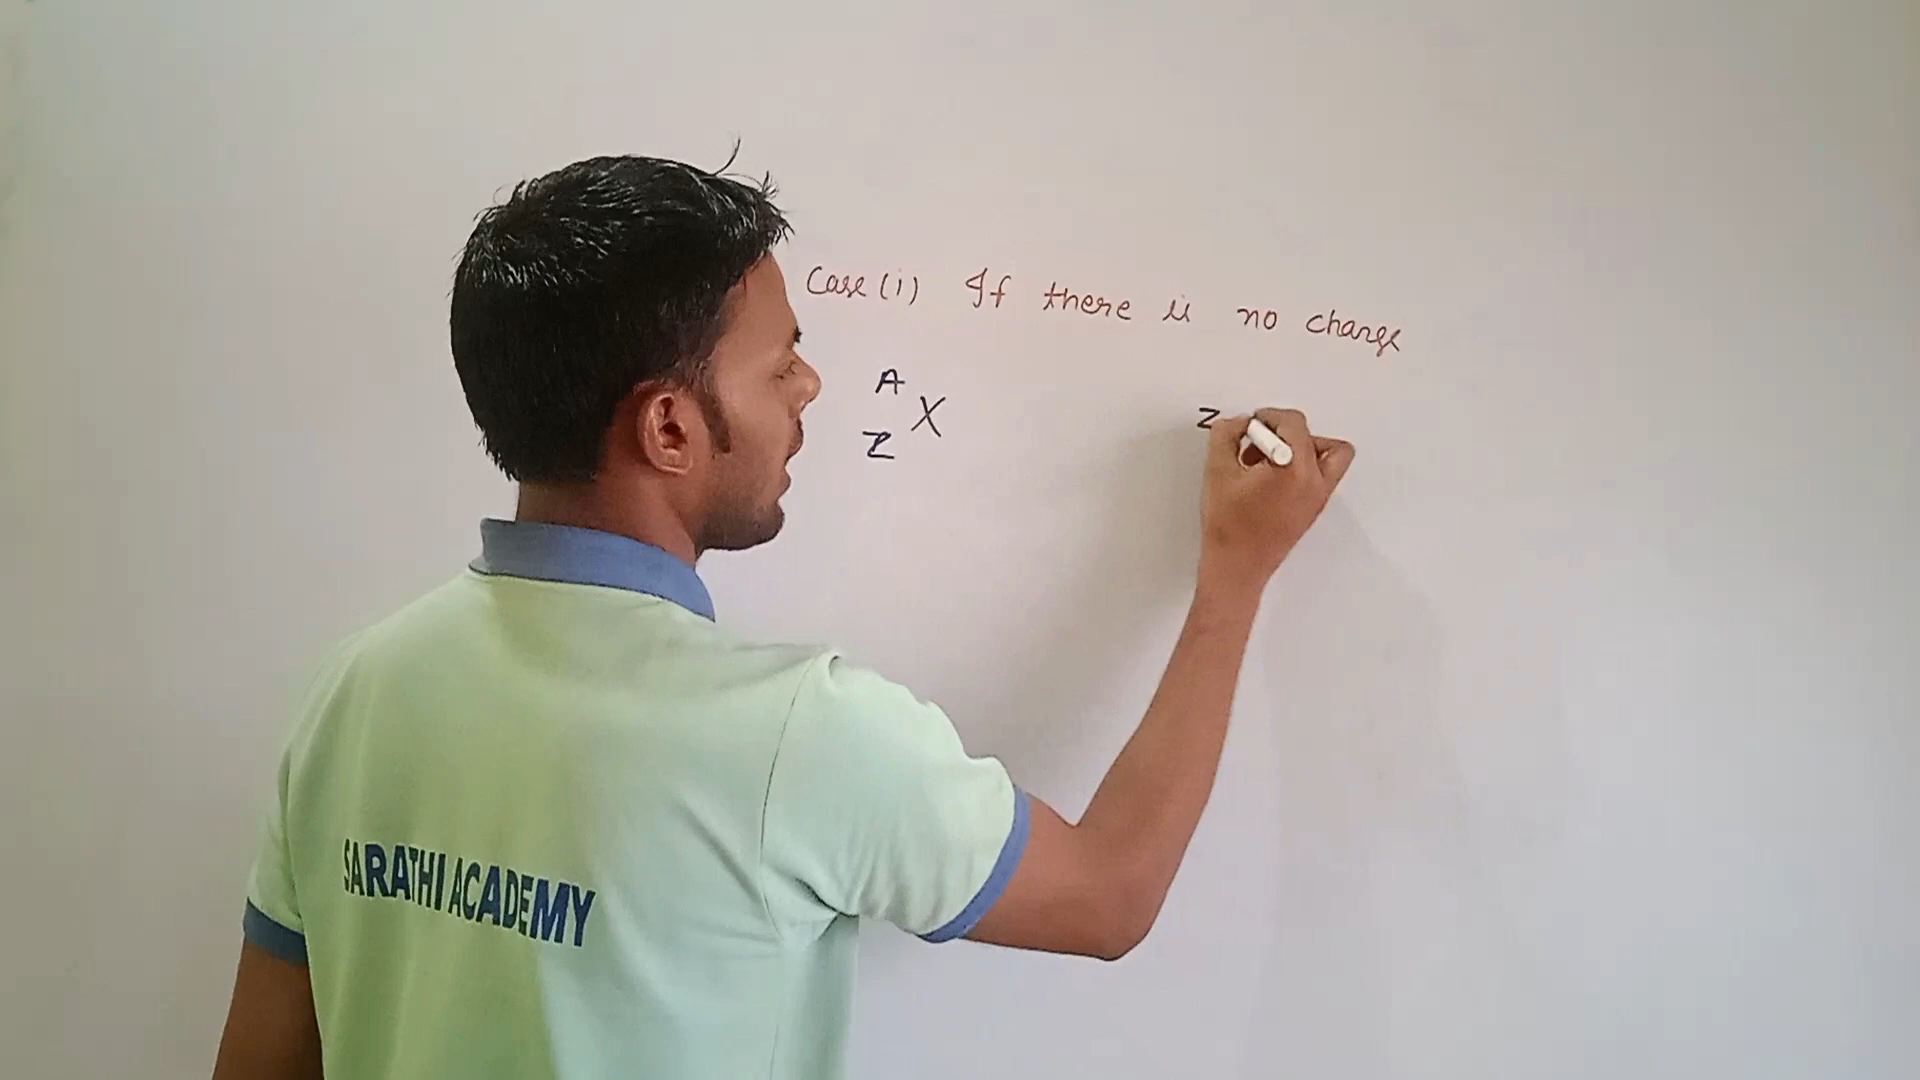 Case (i) If there is no charge
A
X
Z
Z
SARATHI ACADEMY